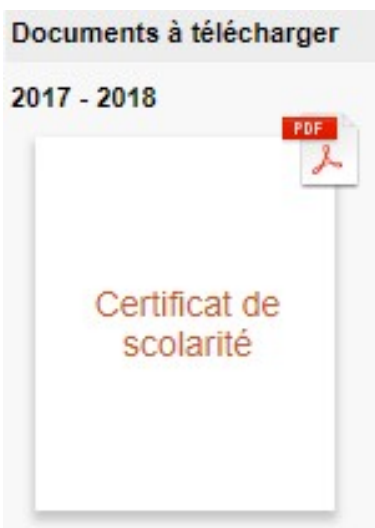 Documents à télécharger
2017 - 2018
PDF
Certificat de
scolarité